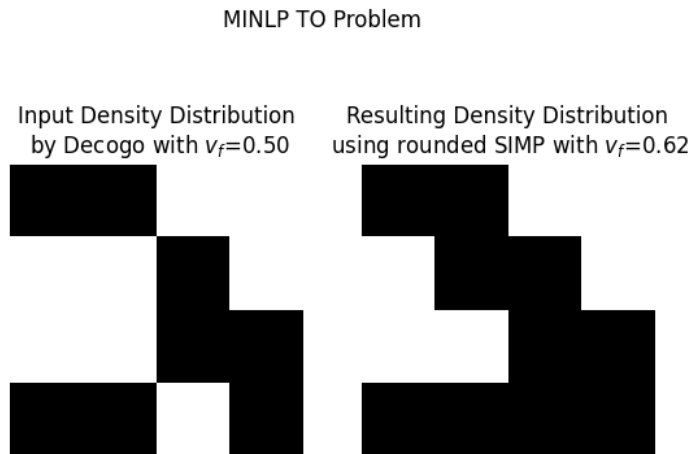 MINLP TO Problem
Input Density Distribution
by Decogo with v_f=0.50
Resulting Density Distribution
using rounded SIMP with v_f=0.62